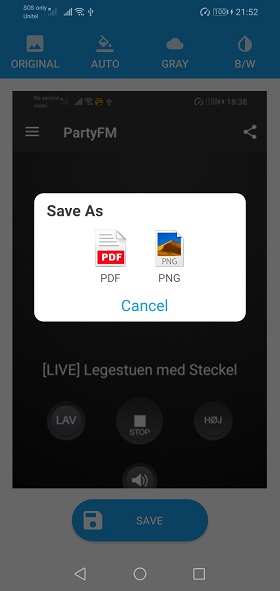 SOS only
Unitel
100
21:52
ORIGINAL
AUTO
GRAY
B/W
No service
Unitel
100
18:38
PartyFM
Save As
PDF
PNG
PDF
PNG
Cancel
[LIVE] Legestuen med Steckel
LAV
STOP
HØJ
SAVE